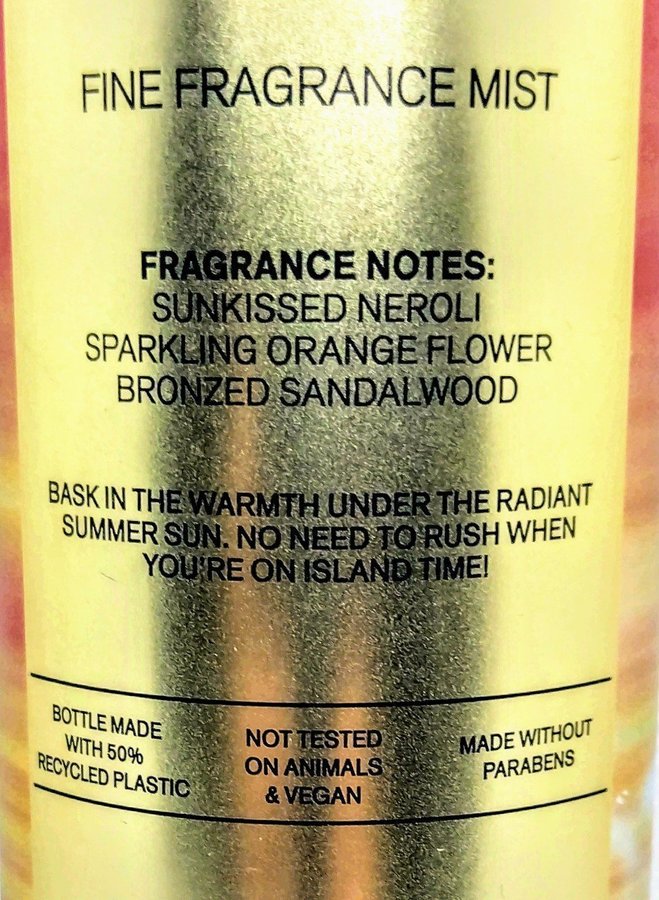 FINE FRAGRANCE MIST
FRAGRANCE NOTES:
SUNKISSED NEROLI
SPARKLING ORANGE FLOWER
BRONZED SANDALWOOD
BASK IN THE WARMTH UNDER THE RADIANT
SUMMER SUN. NO NEED TO RUSH WHEN
YOU'RE ON ISLAND TIME!
BOTTLE MADE
WITH 50%
RECYCLED PLASTIC
NOT TESTED
ON ANIMALS
& VEGAN
MADE WITHOUT
PARABENS